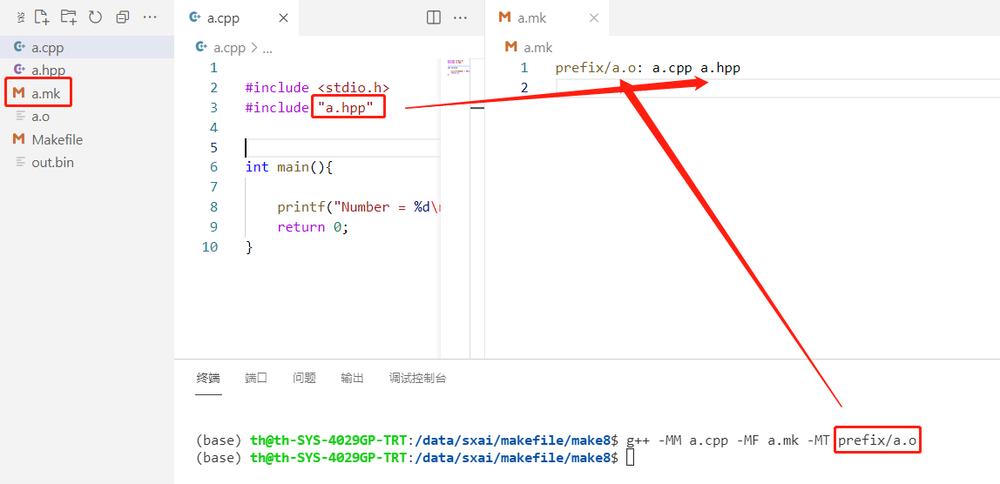 a.cpp
a.hpp
a.mk
a.o
Makefile
out.bin
a.cpp
a.cpp > ...
1
2 #include <stdio.h>
3 #include "a.hpp"
4
5
6 int main(){
7
8 printf("Number = %d\
9 return 0;
10 }
a.mk
a.mk
1 prefix/a.o: a.cpp a.hpp
2
终端 端口 问题 输出 调试控制台
(base) th@th-SYS-4029GP-TRT:/data/sxai/makefile/make8$ g++ -MM a.cpp -MF a.mk -MT prefix/a.o
(base) th@th-SYS-4029GP-TRT:/data/sxai/makefile/make8$